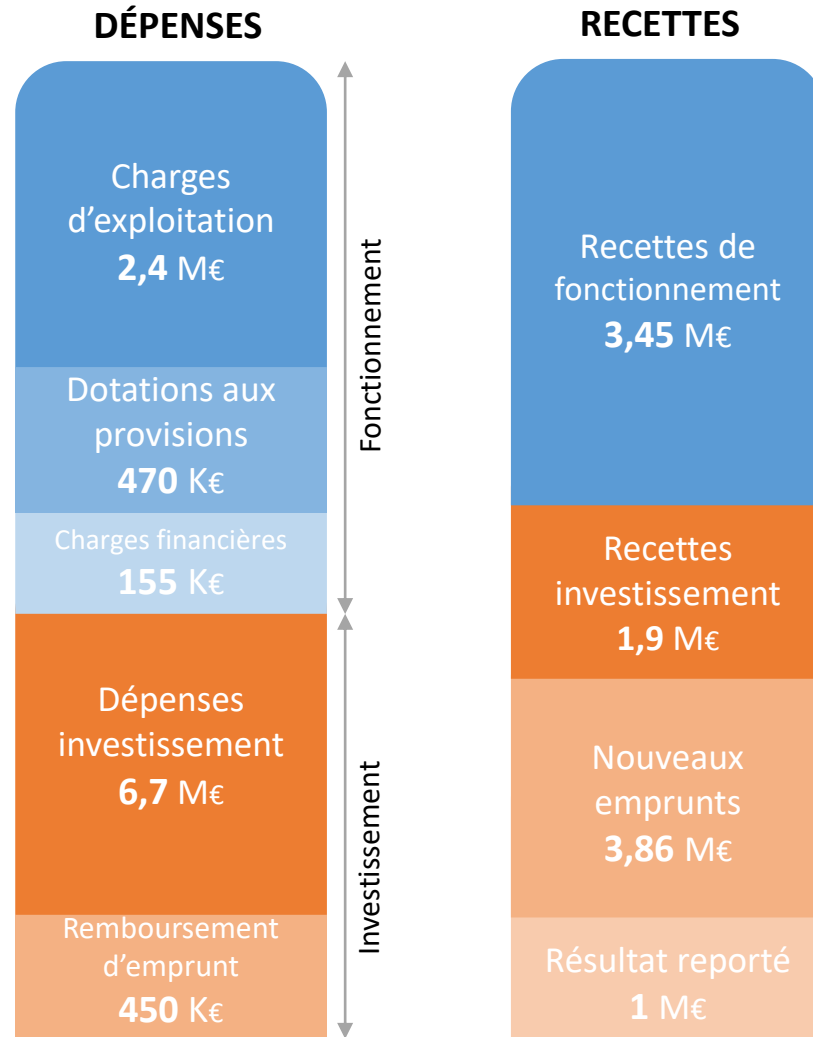 DÉPENSES
Charges
d’exploitation
2,4 M€
Dotations aux
provisions
470 K€
Charges financières
155 K€
Dépenses
investissement
6,7 M€
Remboursement
d’emprunt
450 K€
Fonctionnement
Investissement
RECETTES
Recettes de
fonctionnement
3,45 M€
Recettes
investissement
1,9 M€
Nouveaux
emprunts
3,86 M€
Résultat reporté
1 M€